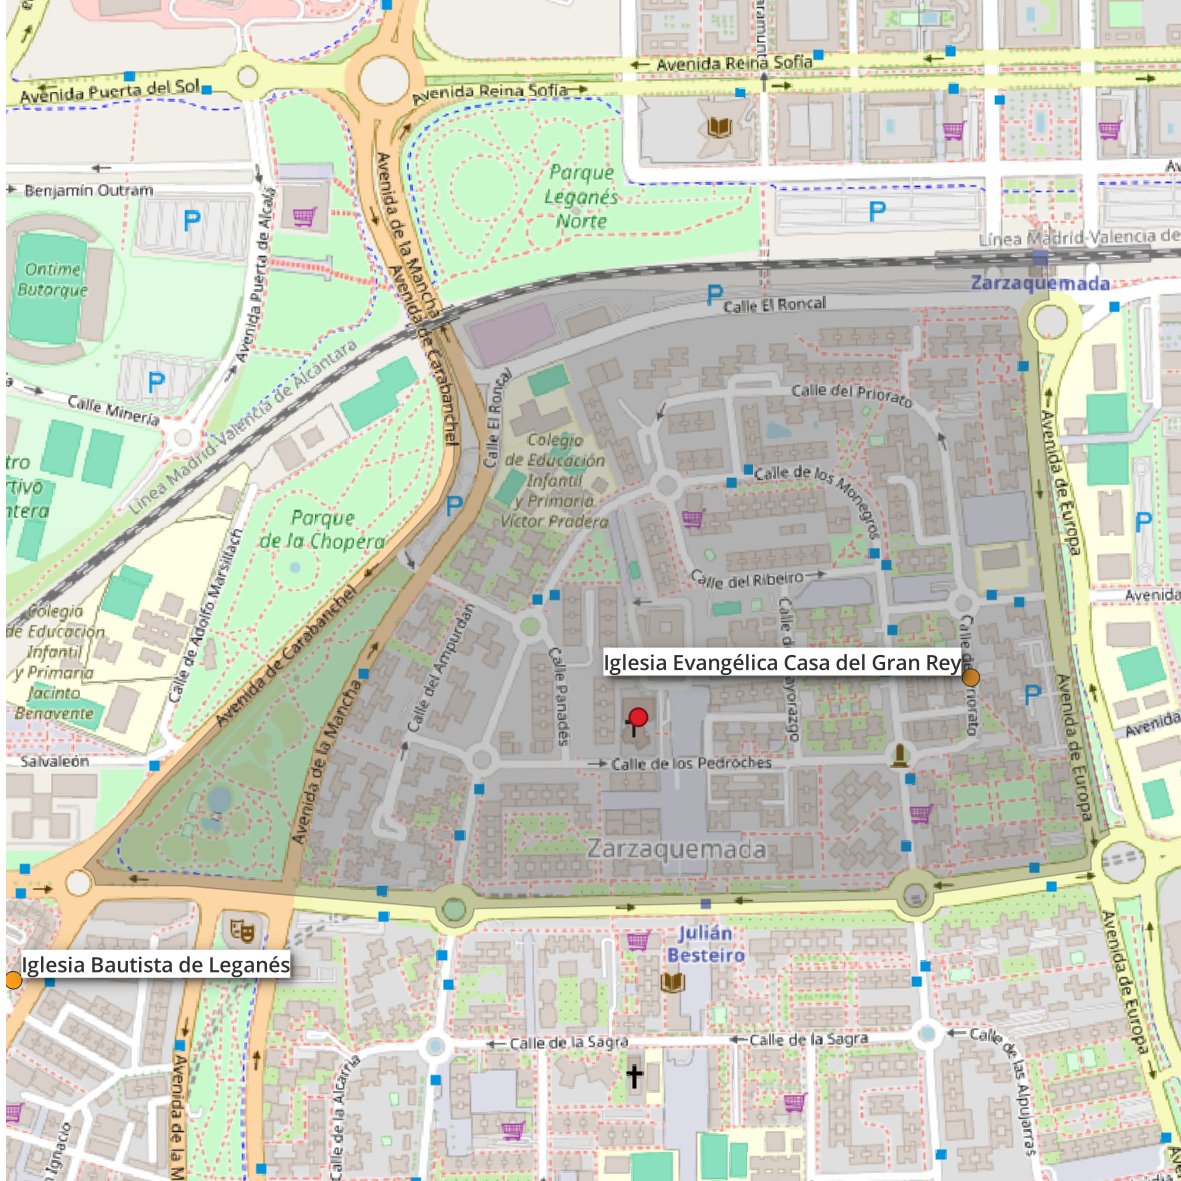 Avenida Reina Sofía
Avenida Puerta del Sol
Avenida Reina Sofía
Parque
Leganés
Norte
Benjamín Outram
P
P
Avenida Puerta de Alcalá
Avenida de la Mancha
Línea Madrid-Valencia de
Ontime
Butarque
Zarzaquemada
P
Calle El Roncal
Avenida de Carabanchel
Línea Madrid-Valencia de Alcántara
P
Calle Minería
Calle El Roncal
Calle del Priorato
Avenida de Europa
Colegio
de Educación
Infantil
y Primaria
Víctor Pradera
Calle de los Monegros
P
P
Parque
de la Chopera
Calle de Adolfo Marsillach
Colegio
de Educación
Infantil
y Primaria
Jacinto
Benavente
Calle del Ribeiro
Avenida
Avenida de Carabanchel
Calle del Ampurdán
Calle Panadés
Iglesia Evangélica Casa del Gran Rey
P
Avenida de Europa
Avenida de la Mancha
Avenida
Salvaleón
Calle de los Pedroches
Zarzaquemada
Julián
Besteiro
Iglesia Bautista de Leganés
Avenida de Europa
Calle de la Sagra
Calle de la Sagra
Calle de las Alpujarras
Calle de la Alcarria
Avenida de la M
Ignacio